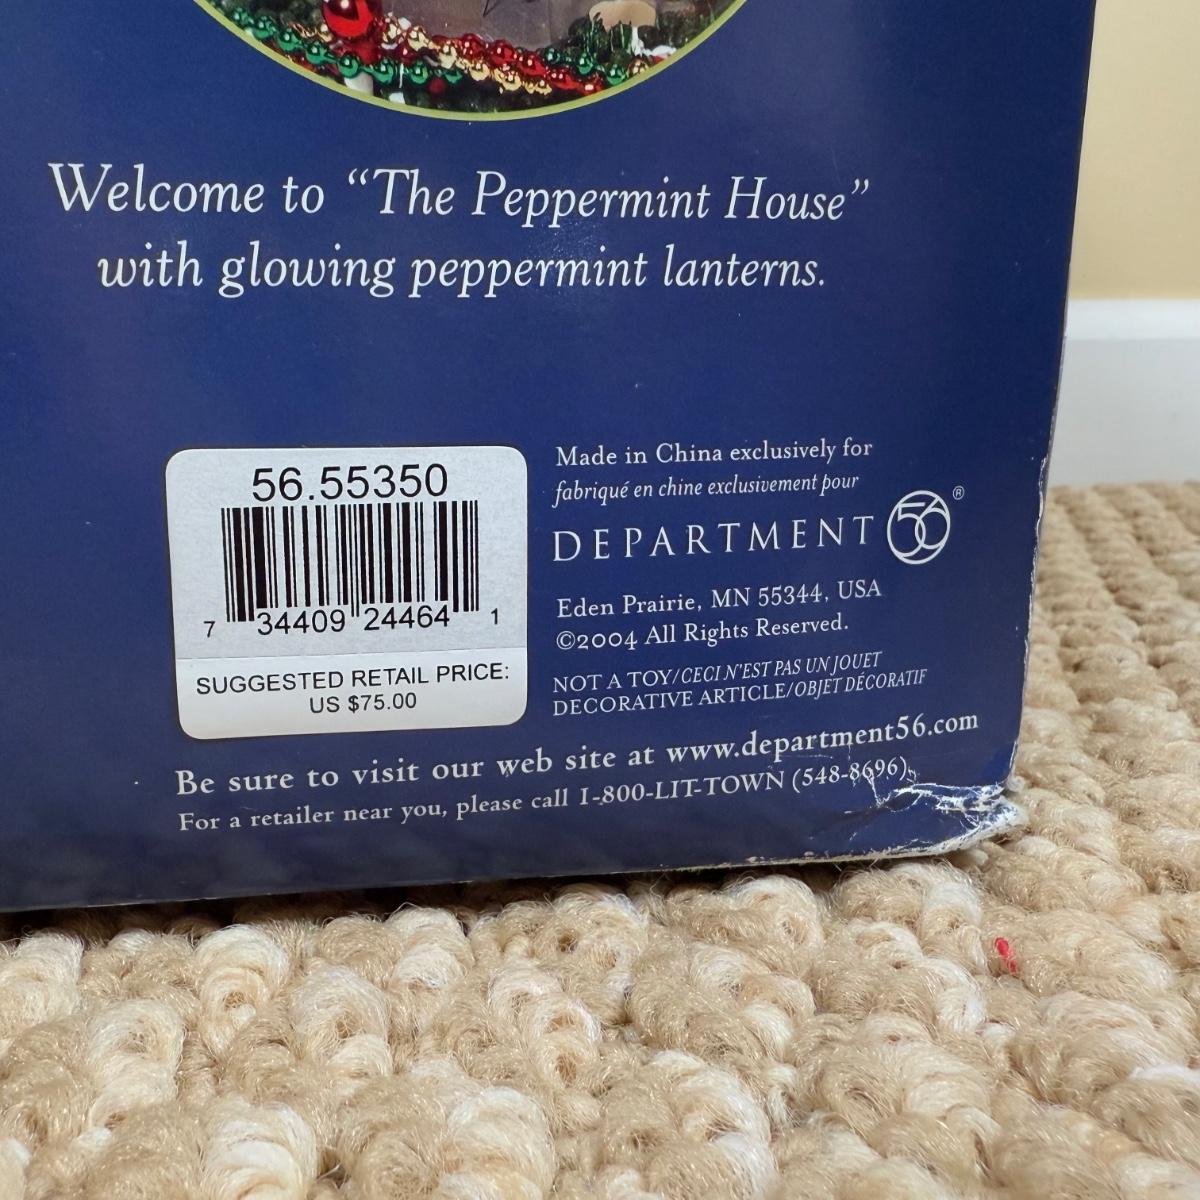 Welcome to “The Peppermint House”
with glowing peppermint lanterns.
56.55350
7 34409 24464 1
SUGGESTED RETAIL PRICE:
US $75.00
Made in China exclusively for
fabriqué en chine exclusivement pour
DEPARTMENT 56®
Eden Prairie, MN 55344, USA
©2004 All Rights Reserved.
NOT A TOY/CECI N'EST PAS UN JOUET
DECORATIVE ARTICLE/OBJET DÉCORATIF
Be sure to visit our web site at www.department56.com
For a retailer near you, please call 1-800-LIT-TOWN (548-8696).